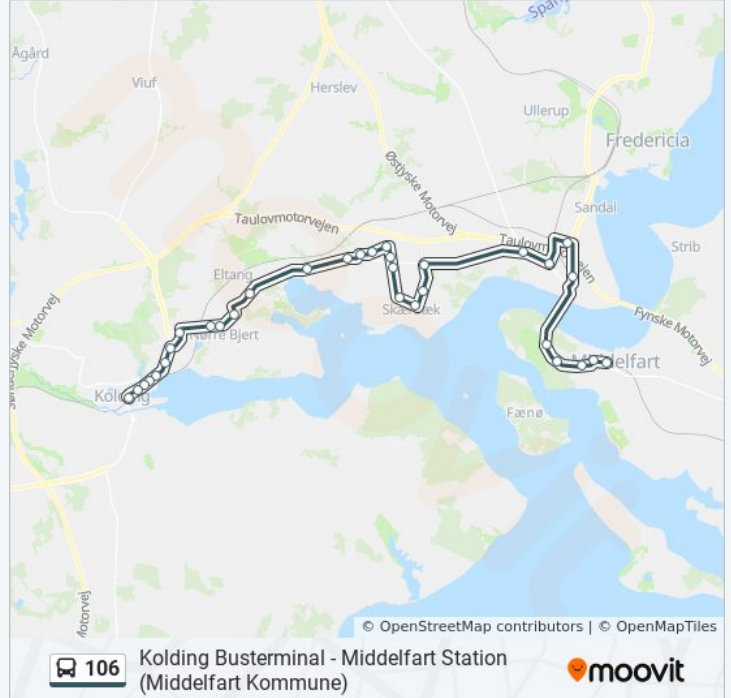 Spang
Ågård
Viuf
Herslev
Ullerup
Fredericia
Østjyske Motorvej
Sandal
Taulovmotorvejen
Strib
Eltang
Fynske Motorvej
Nørre Bjert
Middelfart
Kolding
Fænø
© OpenStreetMap contributors | © OpenMapTiles
106
Kolding Busterminal - Middelfart Station
(Middelfart Kommune)
moovit